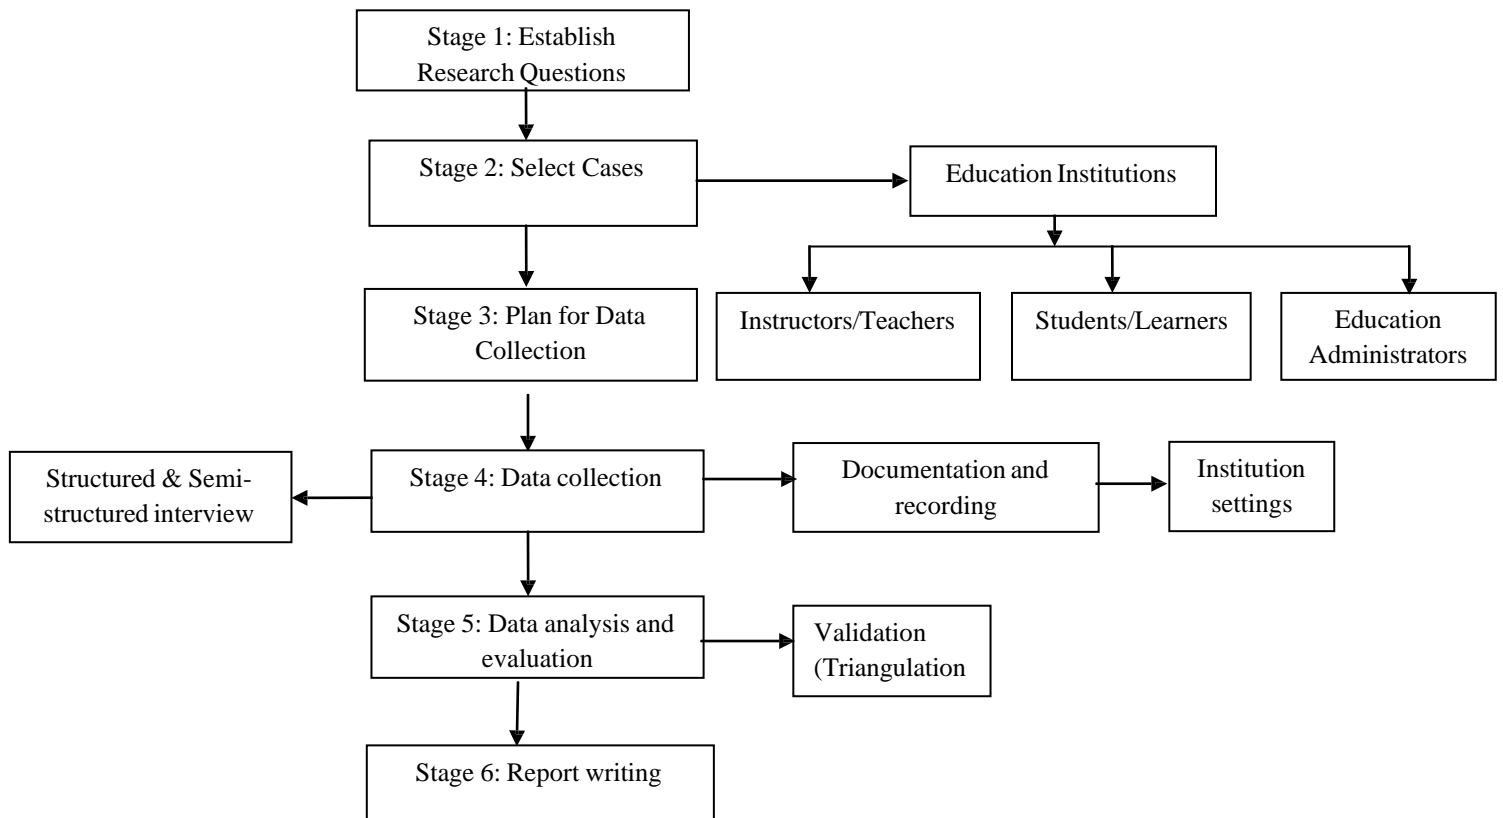 Stage 1: Establish
Research Questions
Stage 2: Select Cases
Education Institutions
Stage 3: Plan for Data
Collection
Instructors/Teachers
Students/Learners
Education
Administrators
Structured & Semi-
structured interview
Stage 4: Data collection
Documentation and
recording
Institution
settings
Stage 5: Data analysis and
evaluation
Validation
(Triangulation
Stage 6: Report writing